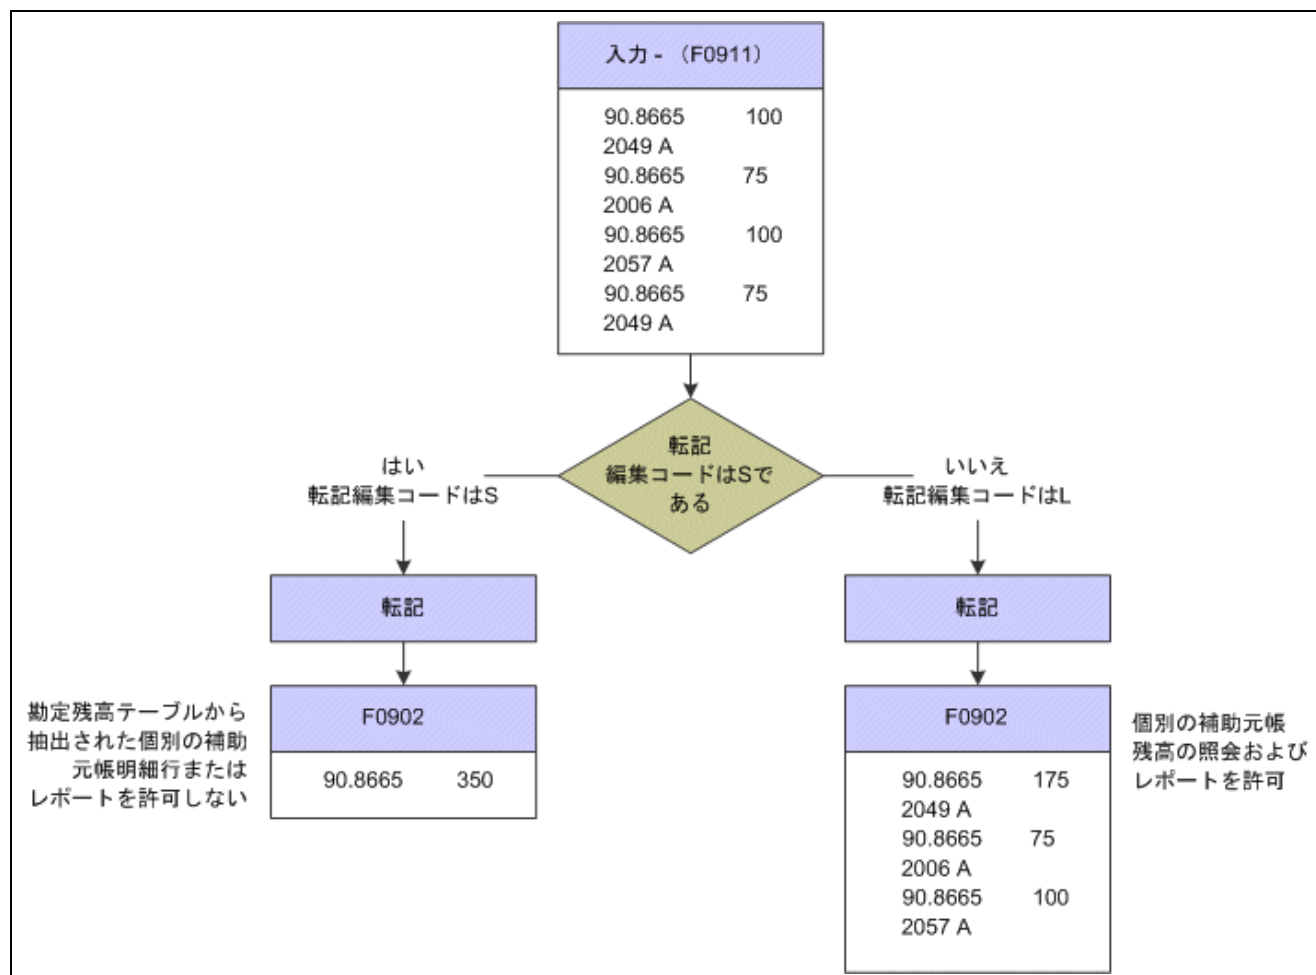 入力 - （F0911）
90.8665 100
2049 A
90.8665 75
2006 A
90.8665 100
2057 A
90.8665 75
2049 A
転記
編集コードはSで
ある
はい
転記編集コードはS
いいえ
転記編集コードはL
転記
転記
勘定残高テーブルから
抽出された個別の補助
元帳明細行または
レポートを許可しない
F0902
90.8665 350
F0902
90.8665 175
2049 A
90.8665 75
2006 A
90.8665 100
2057 A
個別の補助元帳
残高の照会および
レポートを許可